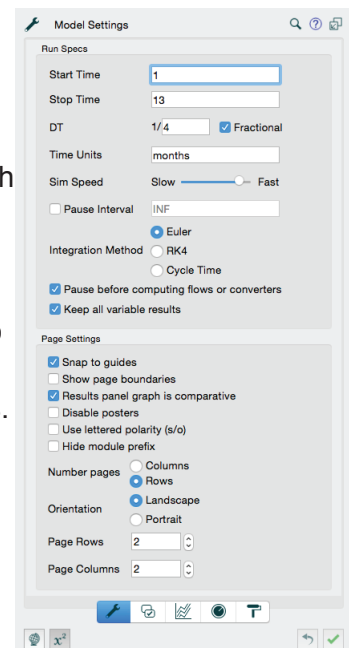 Model Settings
Run Specs
Start Time 1
Stop Time 13
DT 1/ 4 Fractional
Time Units months
h
Sim Speed Slow Fast
Pause Interval INF
Euler
Integration Method RK4
Cycle Time
Pause before computing flows or converters
Keep all variable results
Page Settings
Snap to guides
Show page boundaries
Results panel graph is comparative
Disable posters
.
Use lettered polarity (s/o)
Hide module prefix
Number pages Columns
Rows
Orientation Landscape
Portrait
Page Rows 2
Page Columns 2
x²